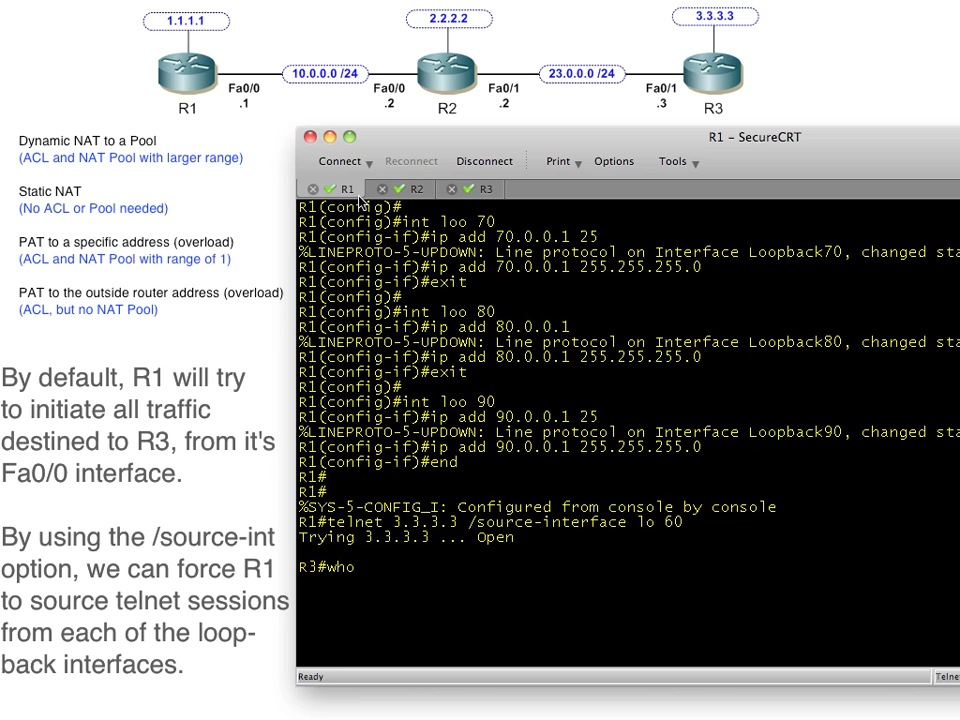 1.1.1.1
2.2.2.2
3.3.3.3
10.0.0.0 /24
23.0.0.0 /24
Fa0/0
.1
Fa0/0
.2
Fa0/1
.2
Fa0/1
.3
R1
R2
R3
Dynamic NAT to a Pool
(ACL and NAT Pool with larger range)
Static NAT
(No ACL or Pool needed)
PAT to a specific address (overload)
(ACL and NAT Pool with range of 1)
PAT to the outside router address (overload)
(ACL, but no NAT Pool)
By default, R1 will try
to initiate all traffic
destined to R3, from it's
Fa0/0 interface.
By using the /source-int
option, we can force R1
to source telnet sessions
from each of the loop-
back interfaces.
R1 - SecureCRT
Connect Reconnect Disconnect Print Options Tools
R1 R2 R3
R1(config)#
R1(config)#int loo 70
R1(config-if)#ip add 70.0.0.1 25
%LINEPROTO-5-UPDOWN: Line protocol on Interface Loopback70, changed sta
R1(config-if)#ip add 70.0.0.1 255.255.255.0
R1(config-if)#exit
R1(config)#
R1(config)#int loo 80
R1(config-if)#ip add 80.0.0.1
%LINEPROTO-5-UPDOWN: Line protocol on Interface Loopback80, changed sta
R1(config-if)#ip add 80.0.0.1 255.255.255.0
R1(config-if)#exit
R1(config)#
R1(config)#int loo 90
R1(config-if)#ip add 90.0.0.1 25
%LINEPROTO-5-UPDOWN: Line protocol on Interface Loopback90, changed sta
R1(config-if)#ip add 90.0.0.1 255.255.255.0
R1(config-if)#end
R1#
R1#
%SYS-5-CONFIG_I: Configured from console by console
R1#telnet 3.3.3.3 /source-interface lo 60
Trying 3.3.3.3 ... Open
R3#who
Ready
Telne